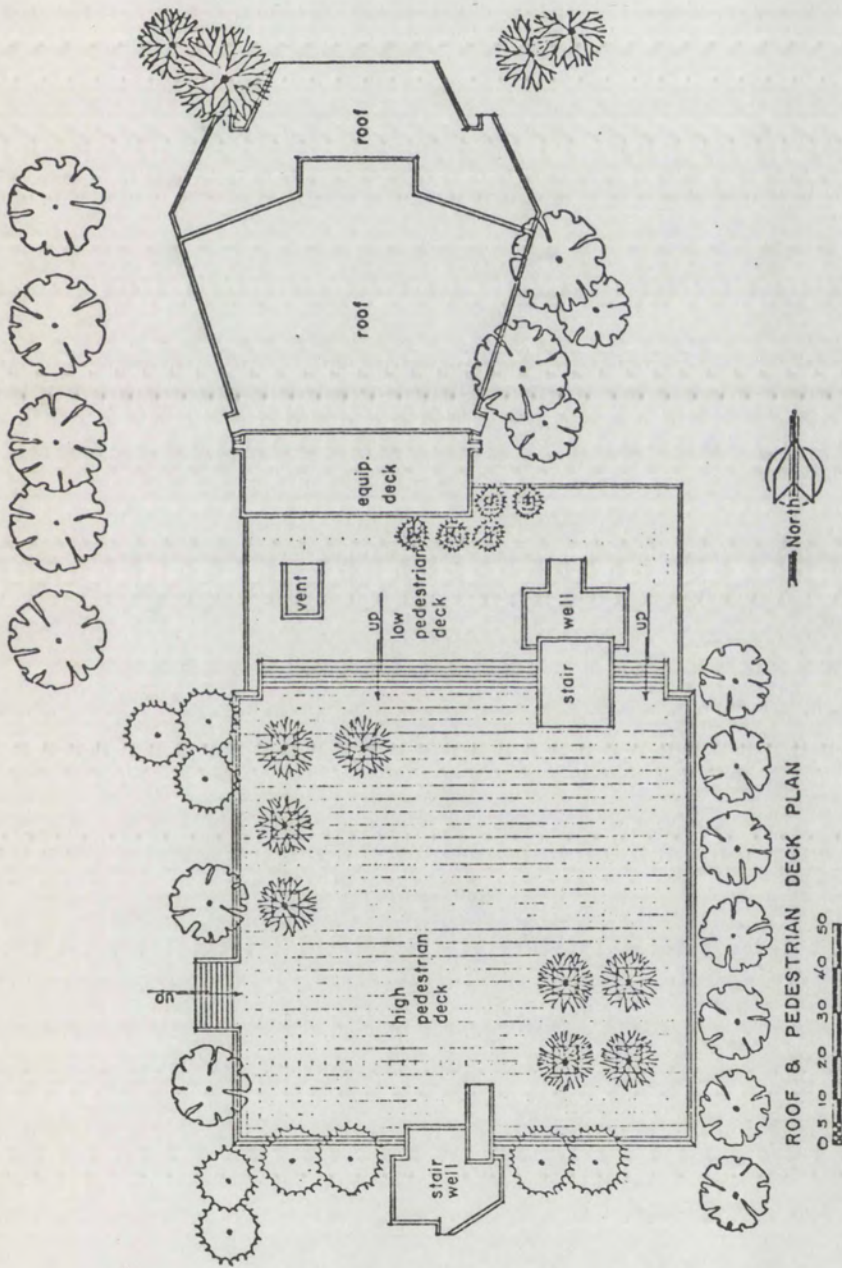 roof
roof
equip.
deck
vent
low
pedestrian
deck
up
well
stair
up
high
pedestrian
deck
up
stair
well
North
ROOF & PEDESTRIAN DECK PLAN
0 5 10 20 30 40 50